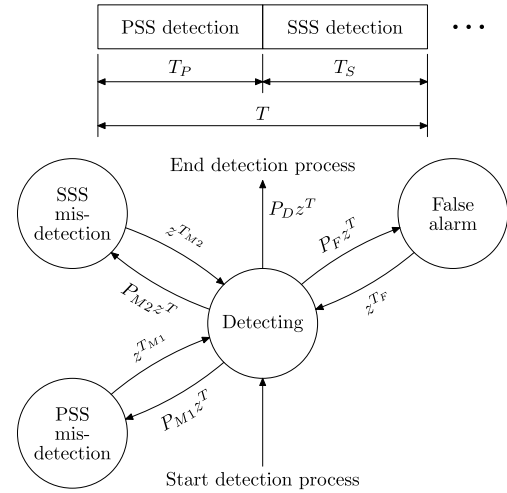 PSS detection SSS detection ···
T_P T_S
T
End detection process
SSS
mis-
detection
z^{T_{M2}}
P_D z^T
P_F z^T
False
alarm
P_{M2} z^T
Detecting
z^{T_F}
z^{T_{M1}}
P_{M1} z^T
PSS
mis-
detection
Start detection process